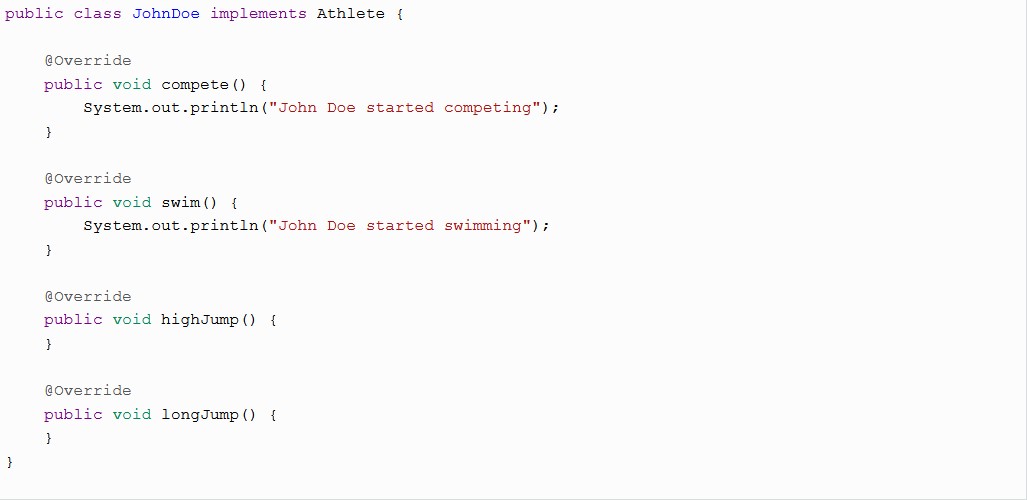 public class JohnDoe implements Athlete {
@Override
public void compete() {
System.out.println("John Doe started competing");
}
@Override
public void swim() {
System.out.println("John Doe started swimming");
}
@Override
public void highJump() {
}
@Override
public void longJump() {
}
}